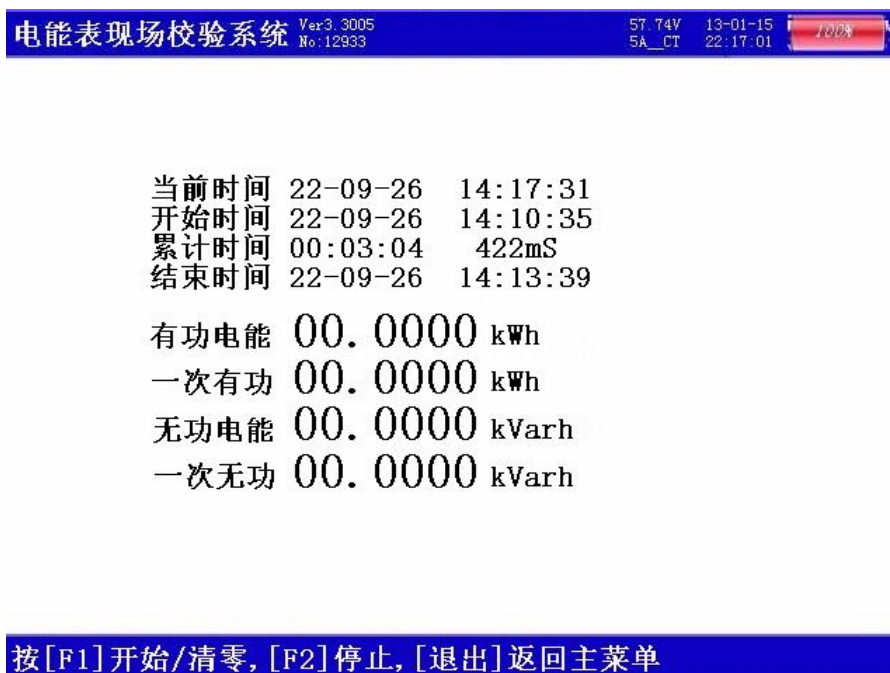 电能表现场校验系统 Ver3.3005 No:12933 57.74V 5A__CT 13-01-15 22:17:01 100%
当前时间 22-09-26 14:17:31
开始时间 22-09-26 14:10:35
累计时间 00:03:04 422mS
结束时间 22-09-26 14:13:39
有功电能 00.0000 kWh
一次有功 00.0000 kWh
无功电能 00.0000 kVarh
一次无功 00.0000 kVarh
按[F1]开始/清零,[F2]停止,[退出]返回主菜单